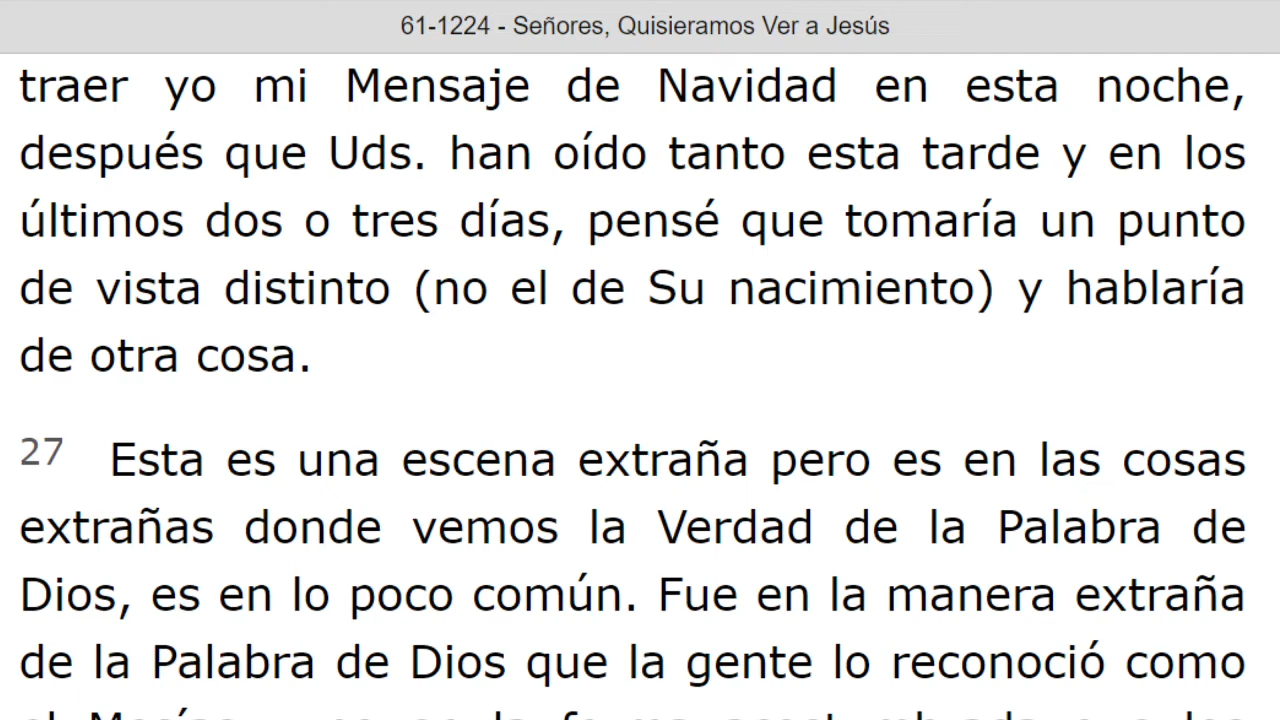 61-1224 - Señores, Quisieramos Ver a Jesús
traer yo mi Mensaje de Navidad en esta noche,
después que Uds. han oído tanto esta tarde y en los
últimos dos o tres días, pensé que tomaría un punto
de vista distinto (no el de Su nacimiento) y hablaría
de otra cosa.
27 Esta es una escena extraña pero es en las cosas
extrañas donde vemos la Verdad de la Palabra de
Dios, es en lo poco común. Fue en la manera extraña
de la Palabra de Dios que la gente lo reconoció como